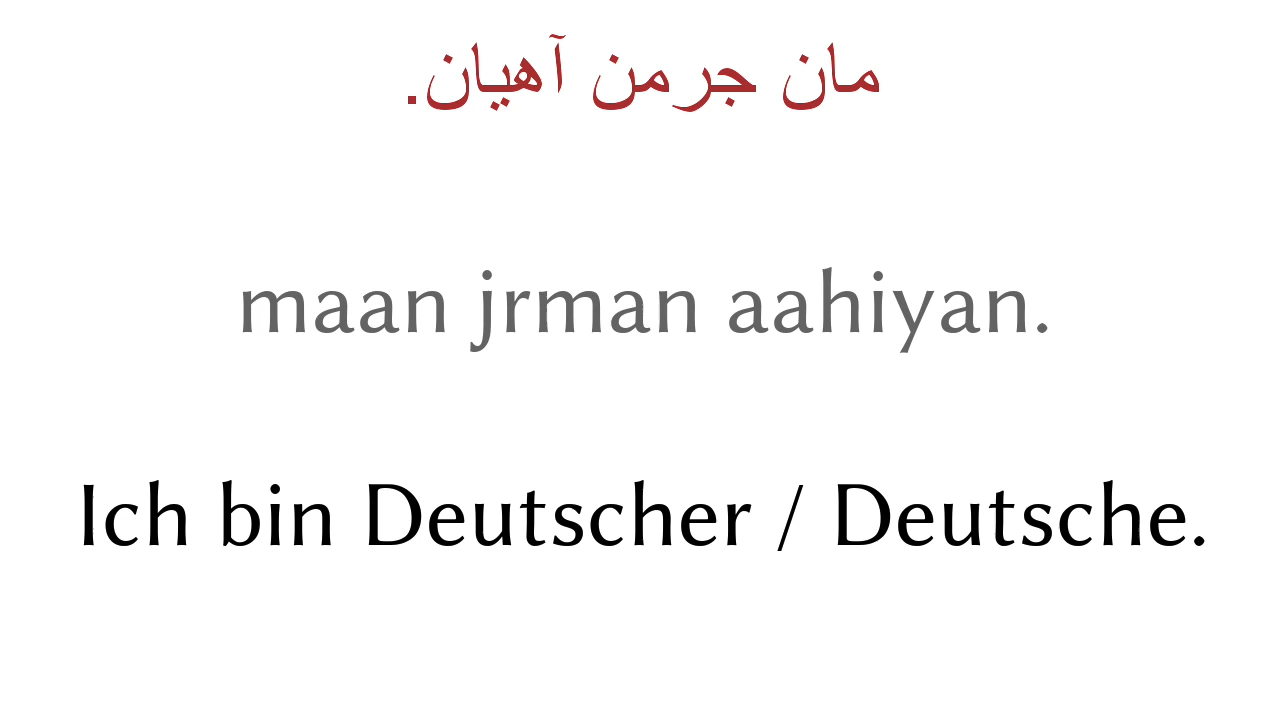 مان جرمن آهيان.
maan jrman aahiyan.
Ich bin Deutscher / Deutsche.